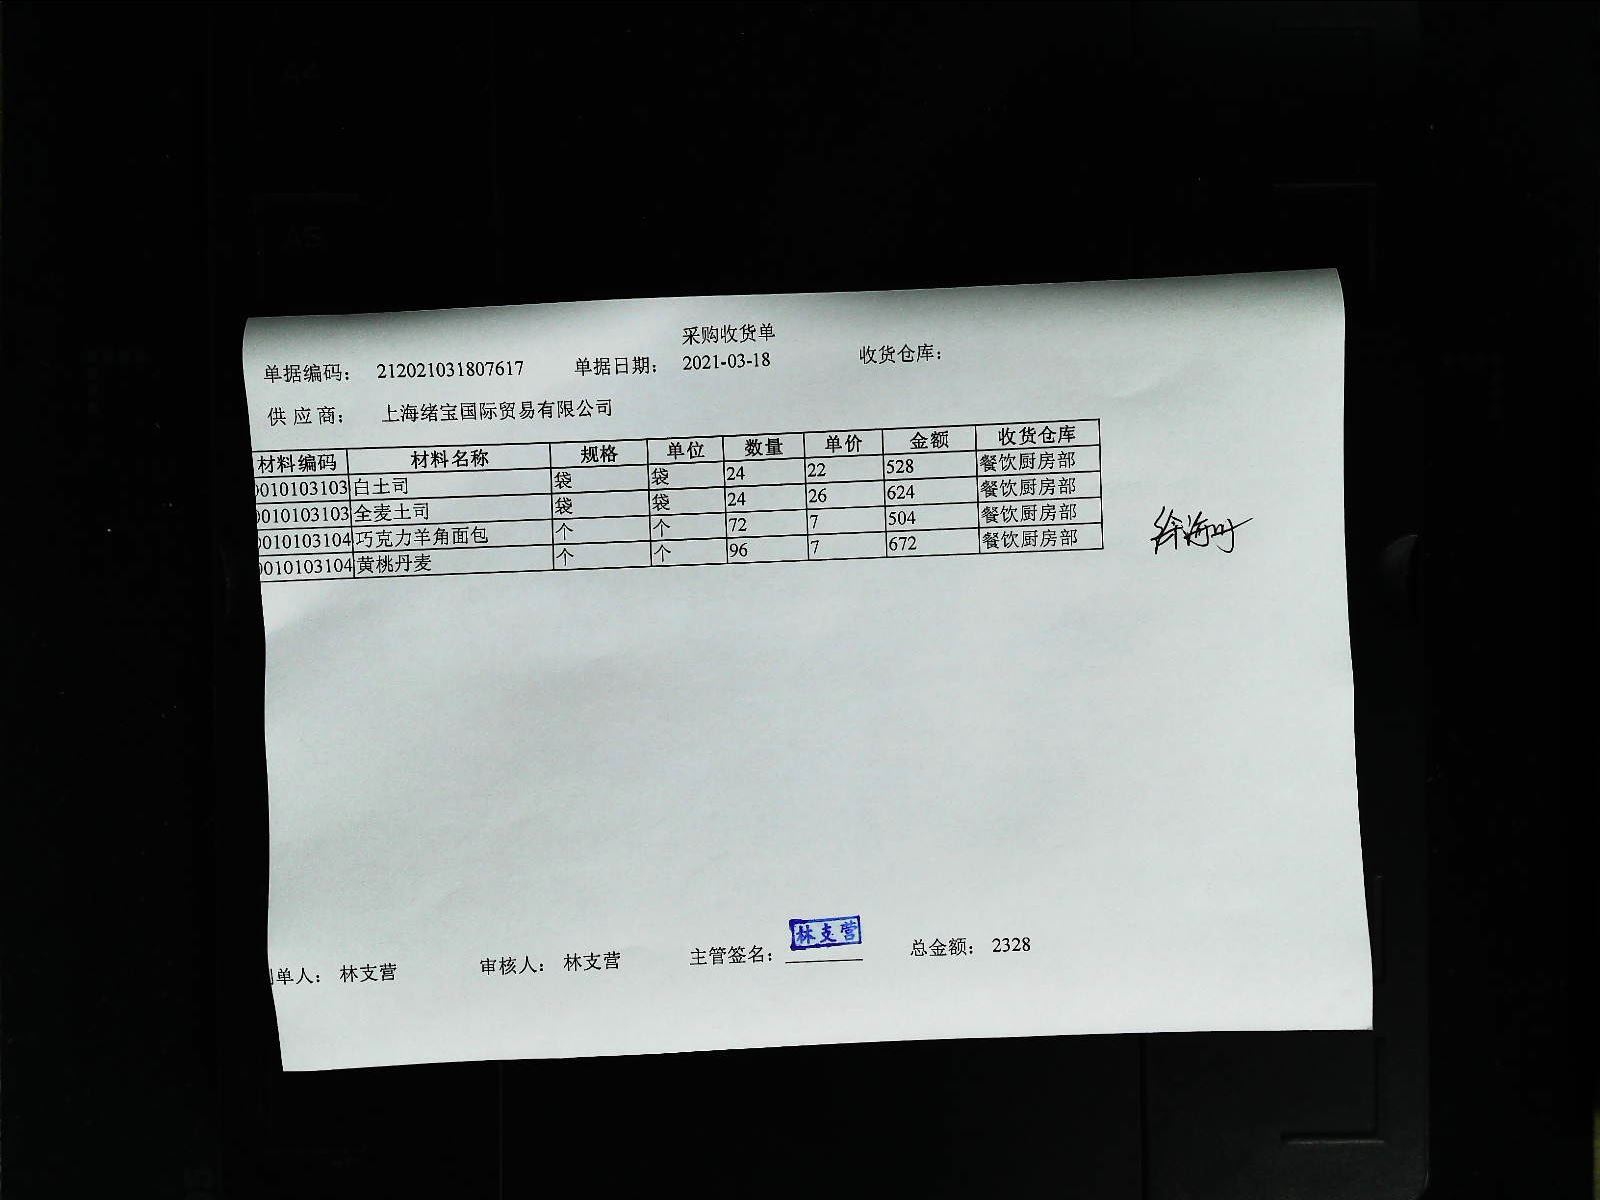 采购收货单
单据编码： 212021031807617 单据日期： 2021-03-18 收货仓库：
供 应 商： 上海绪宝国际贸易有限公司
材料编码 材料名称 规格 单位 数量 单价 金额 收货仓库
0010103103 白土司 袋 袋 24 22 528 餐饮厨房部
0010103103 全麦土司 袋 袋 24 26 624 餐饮厨房部
0010103104 巧克力羊角面包 个 个 72 7 504 餐饮厨房部
0010103104 黄桃丹麦 个 个 96 7 672 餐饮厨房部
林支营
单人： 林支营 审核人： 林支营 主管签名： 总金额： 2328